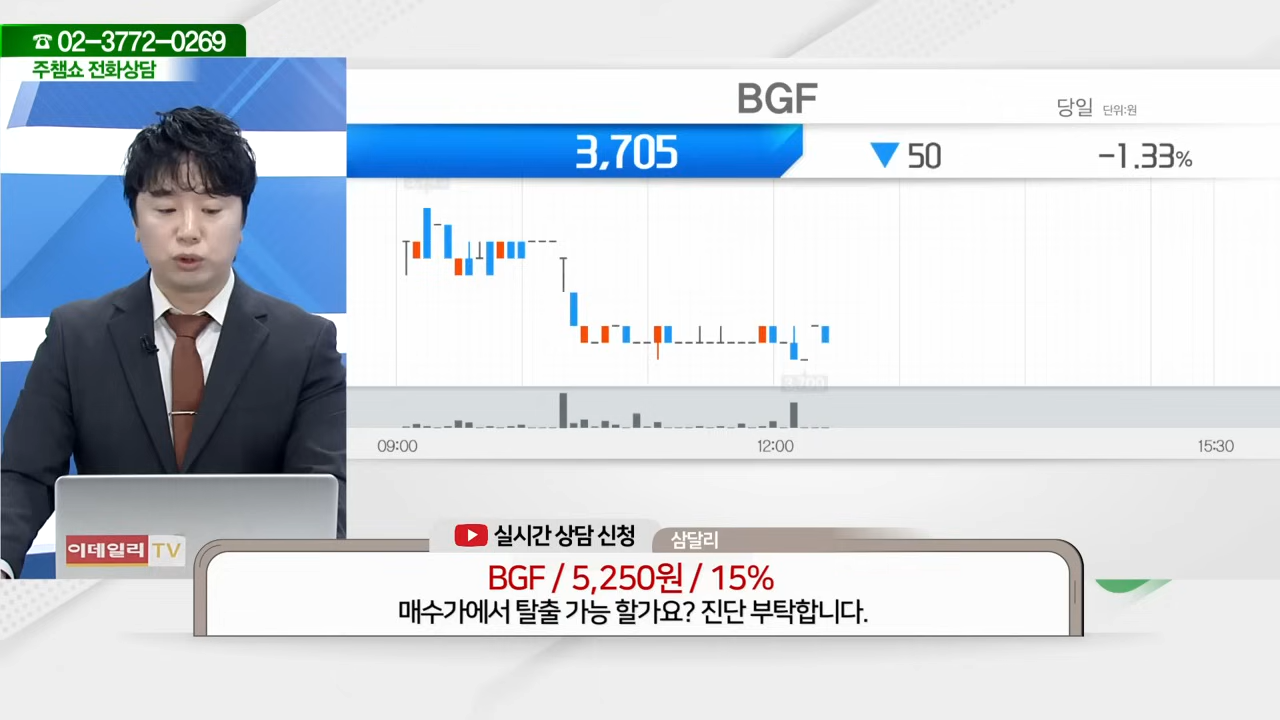 ☎ 02-3772-0269
주챔쇼 전화상담
BGF
당일 단위:원
3,705 ▼ 50 -1.33%
3,700
09:00 12:00 15:30
이데일리 TV
실시간 상담 신청 삼달리
BGF / 5,250원 / 15%
매수가에서 탈출 가능 할가요? 진단 부탁합니다.